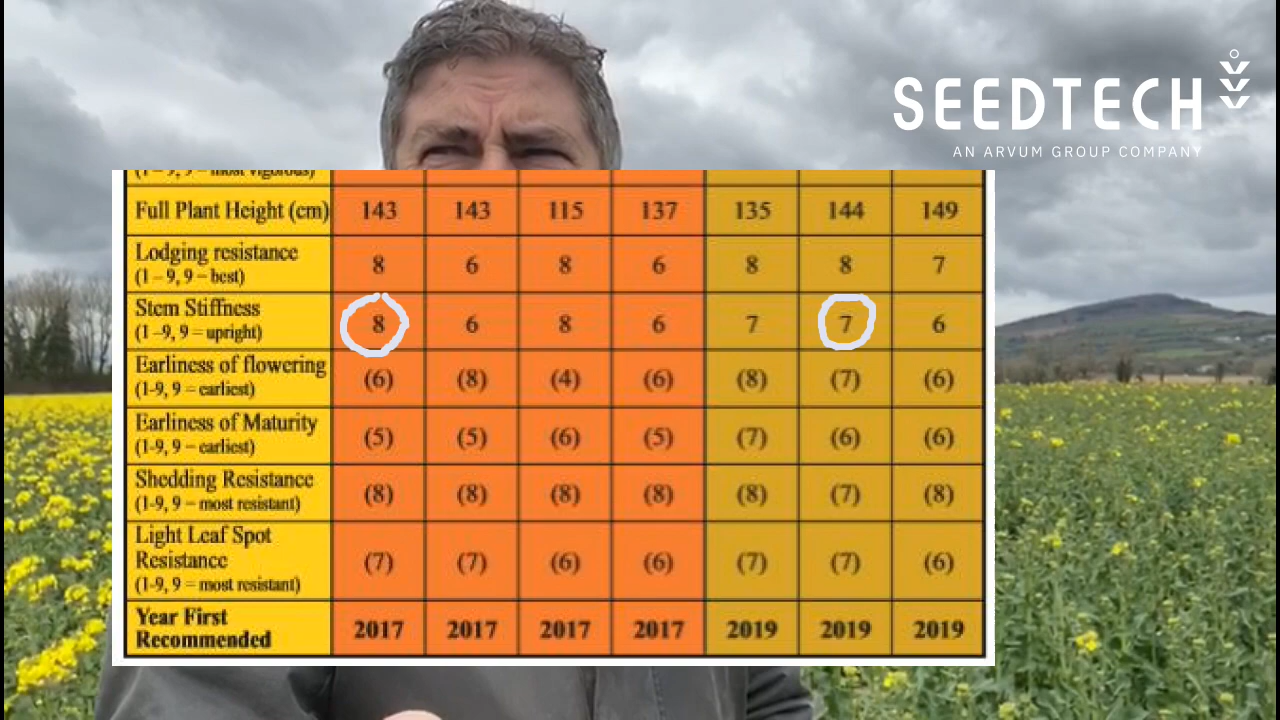 SEEDTECH
AN ARVUM GROUP COMPANY
(1 – 9, 9 – most vigorous)
Full Plant Height (cm) 143 143 115 137 135 144 149
Lodging resistance
(1 – 9, 9 – best) 8 6 8 6 8 8 7
Stem Stiffness
(1 –9, 9 = upright) 8 6 8 6 7 7 6
Earliness of flowering
(1-9, 9 = earliest) (6) (8) (4) (6) (8) (7) (6)
Earliness of Maturity
(1-9, 9 – earliest) (5) (5) (6) (5) (7) (6) (6)
Shedding Resistance
(1-9, 9 – most resistant) (8) (8) (8) (8) (8) (7) (8)
Light Leaf Spot
Resistance
(1-9, 9 = most resistant) (7) (7) (6) (6) (7) (7) (6)
Year First
Recommended 2017 2017 2017 2017 2019 2019 2019